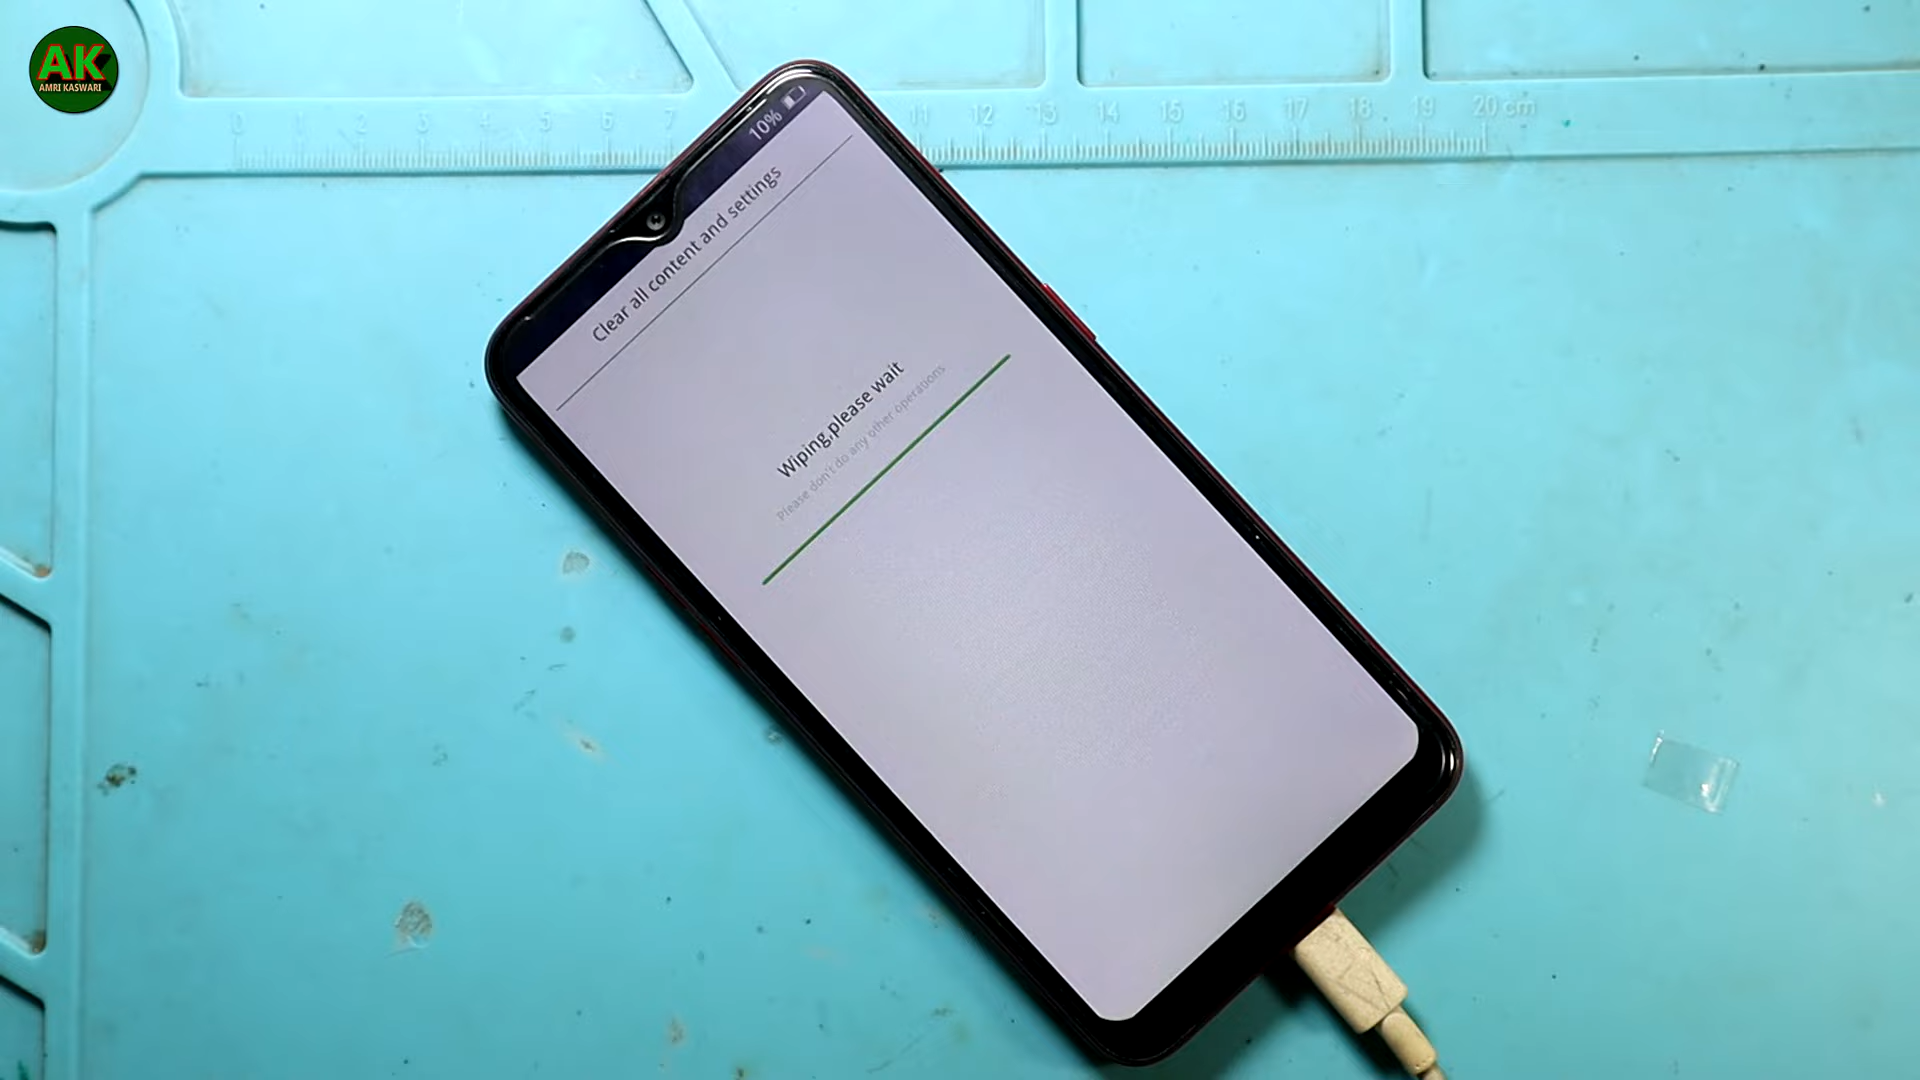 AK
AMRI KASWARI
0 1 2 3 4 5 6 7 11 12 13 14 15 16 17 18 19 20 cm
10%
Clear all content and settings
Wiping,please wait
Please don't do any other operations